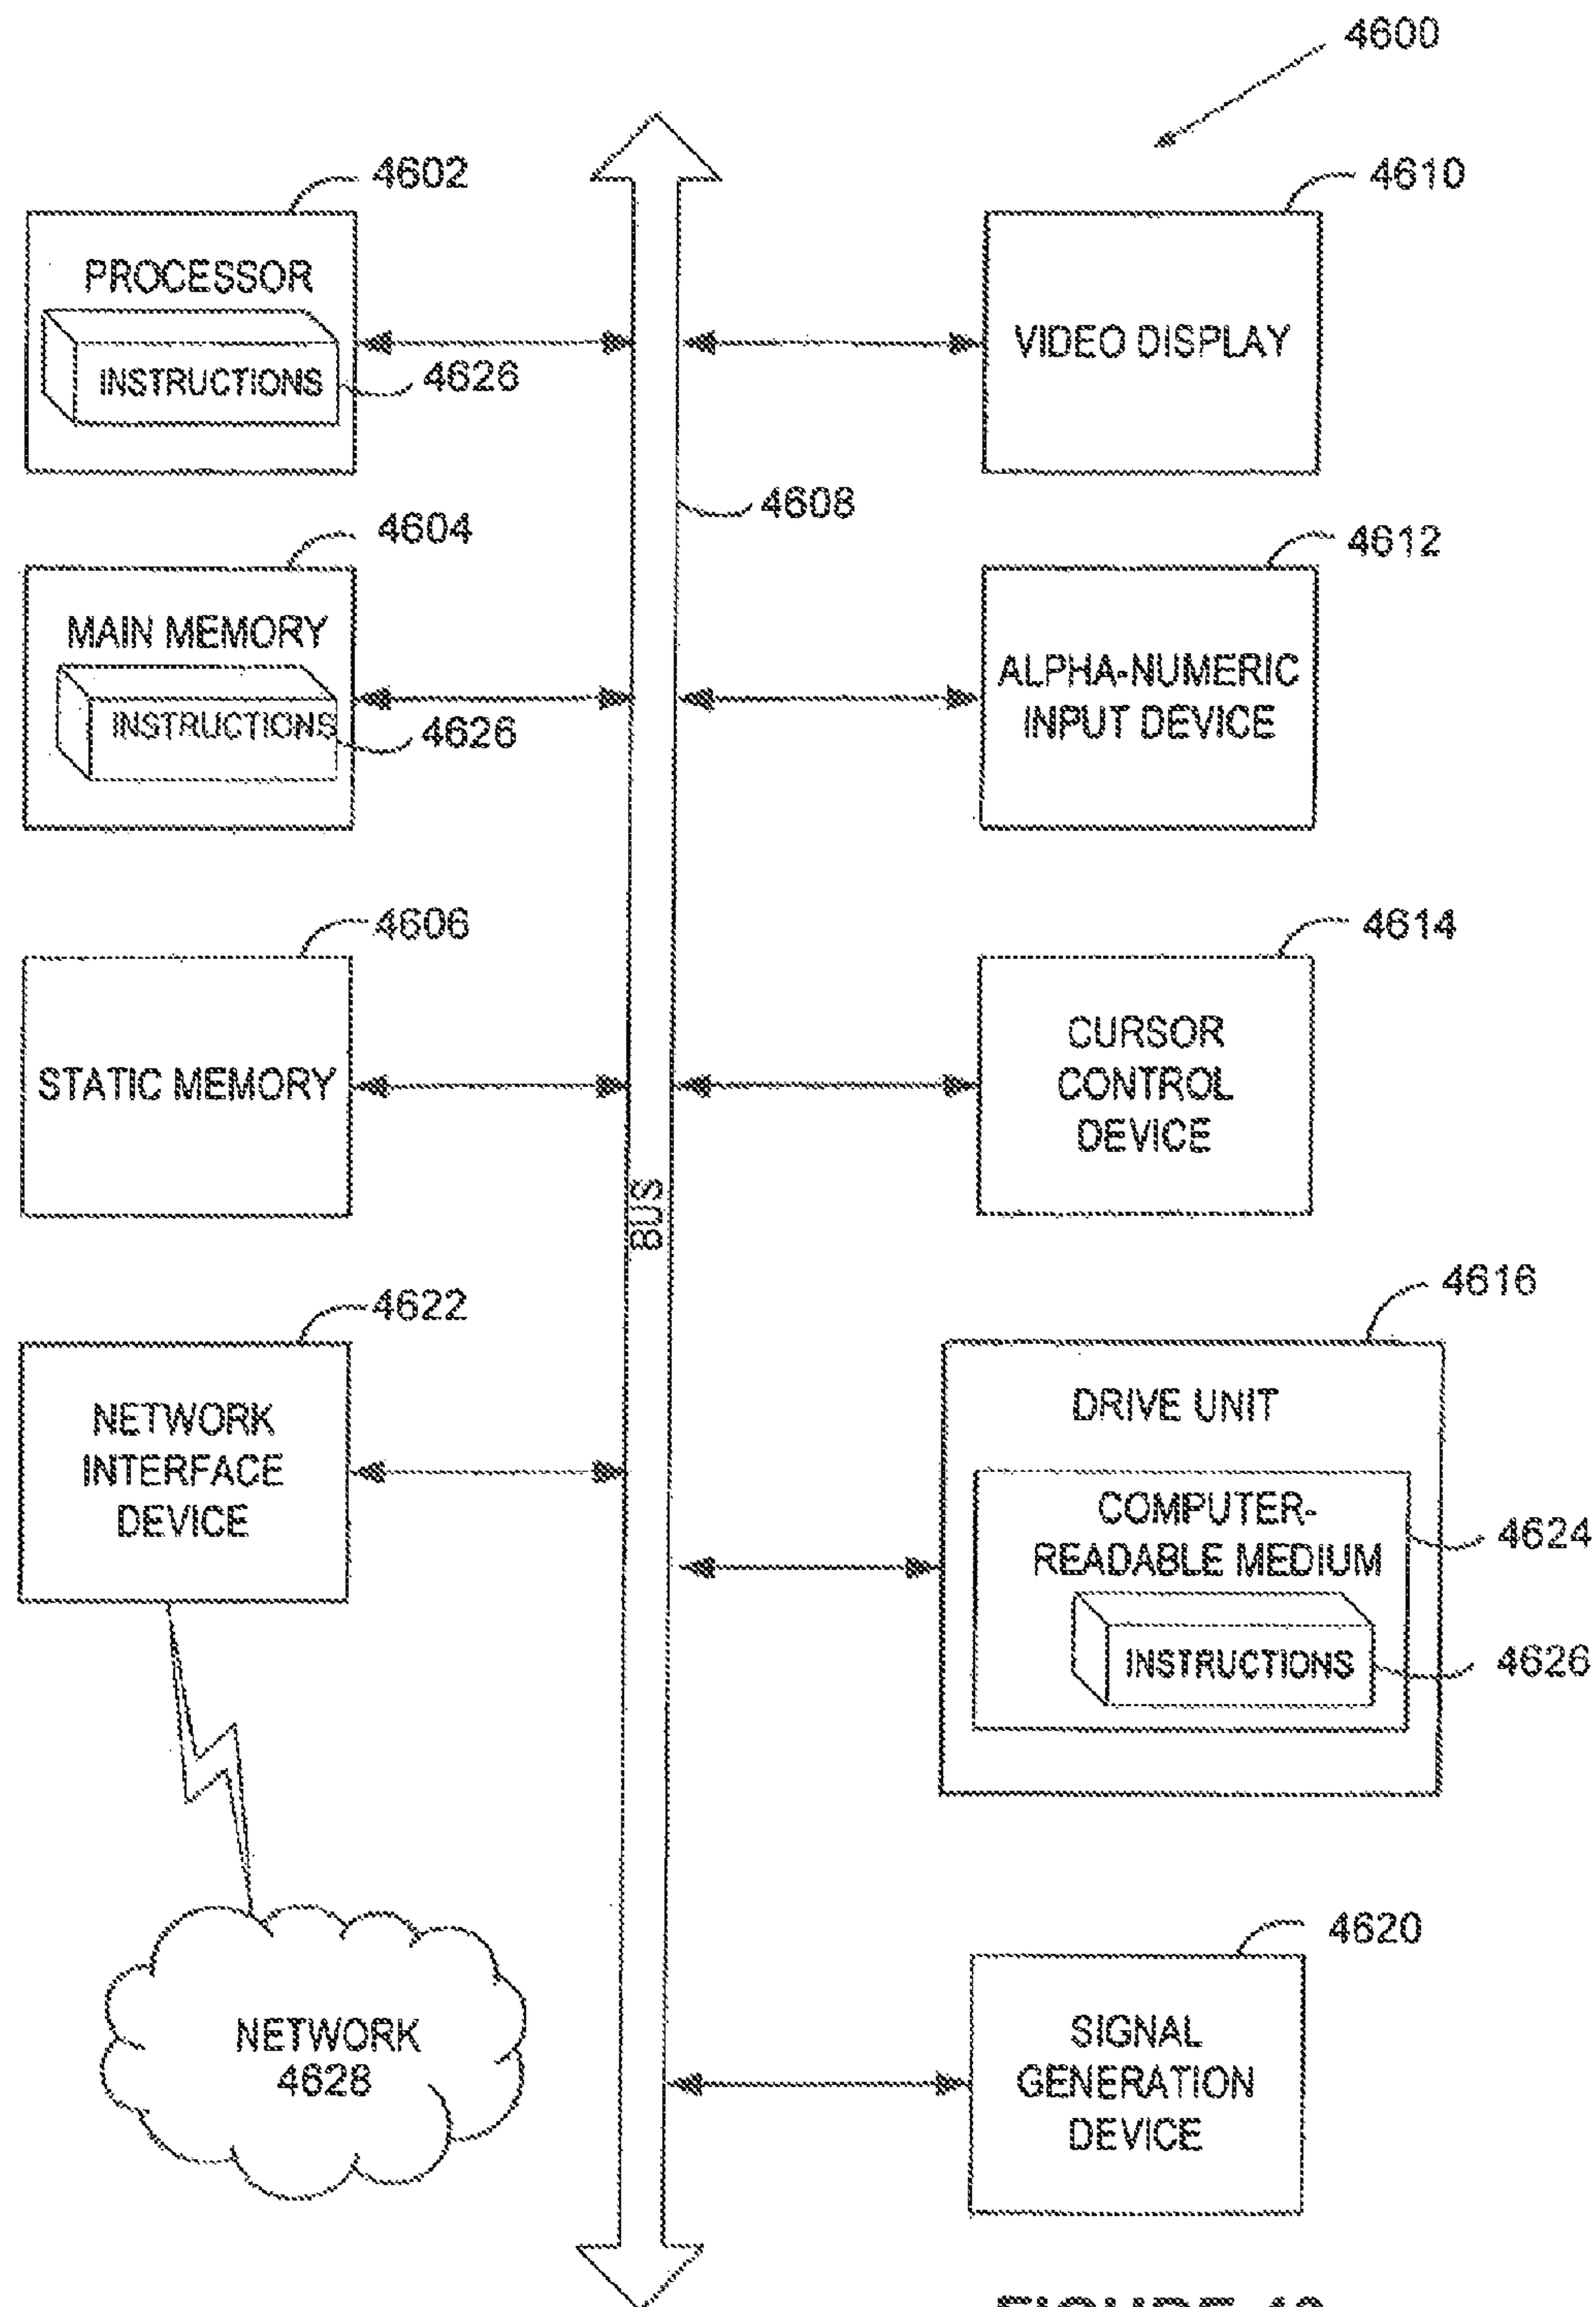 4600
4602
PROCESSOR
INSTRUCTIONS
4626
4610
VIDEO DISPLAY
4608
4604
MAIN MEMORY
INSTRUCTIONS
4626
4612
ALPHA-NUMERIC
INPUT DEVICE
4606
STATIC MEMORY
4614
CURSOR
CONTROL
DEVICE
BUS
4622
NETWORK
INTERFACE
DEVICE
4616
DRIVE UNIT
COMPUTER-
READABLE MEDIUM
4624
INSTRUCTIONS
4626
NETWORK
4628
4620
SIGNAL
GENERATION
DEVICE